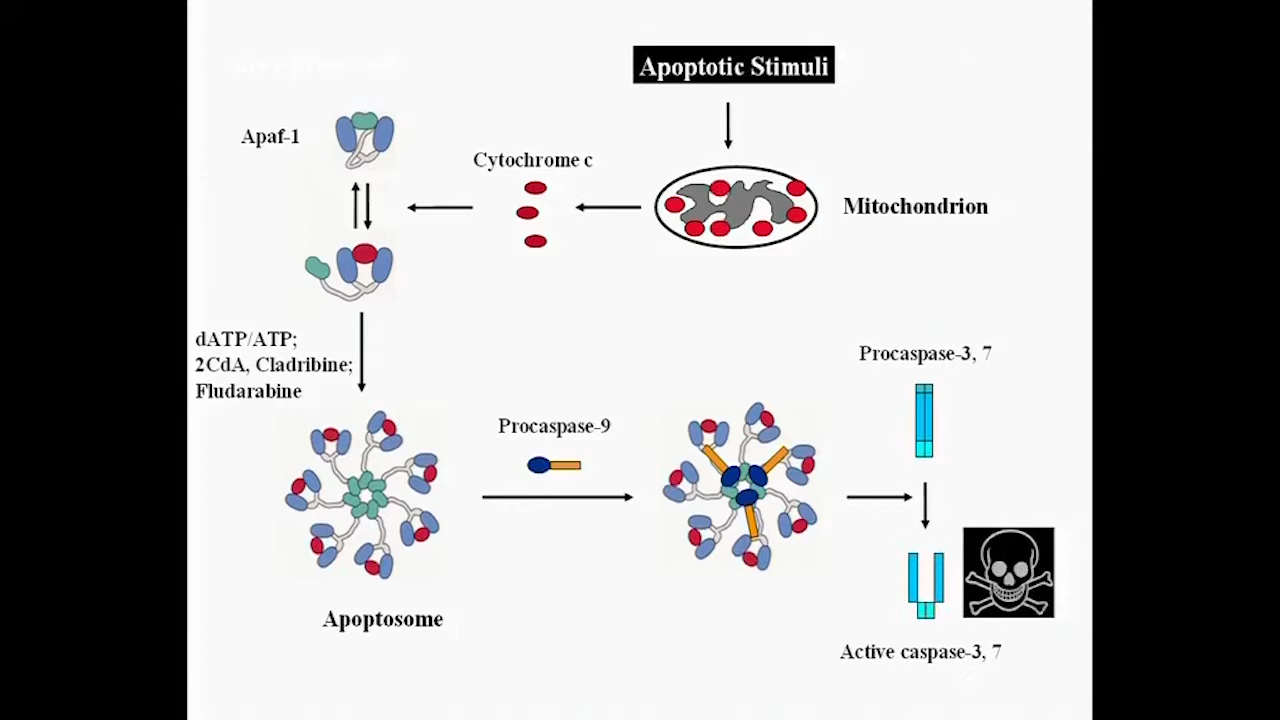 Apoptotic Stimuli
Apaf-1
Cytochrome c
Mitochondrion
dATP/ATP;
2CdA, Cladribine;
Fludarabine
Procaspase-3, 7
Procaspase-9
Apoptosome
Active caspase-3, 7